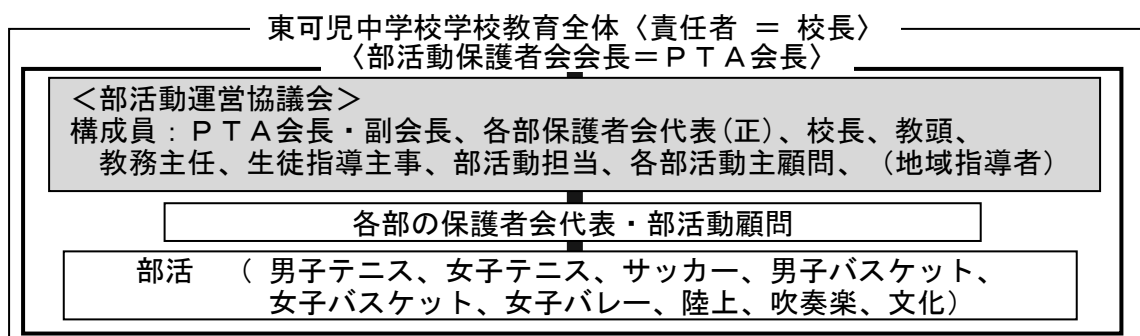 東可児中学校学校教育全体〈責任者 ＝ 校長〉
〈部活動保護者会会長＝ＰＴＡ会長〉
＜部活動運営協議会＞
構成員：ＰＴＡ会長・副会長、各部保護者会代表(正)、校長、教頭、
教務主任、生徒指導主事、部活動担当、各部活動主顧問、（地域指導者）
各部の保護者会代表・部活動顧問
部活　（ 男子テニス、女子テニス、サッカー、男子バスケット、
女子バスケット、女子バレー、陸上、吹奏楽、文化）